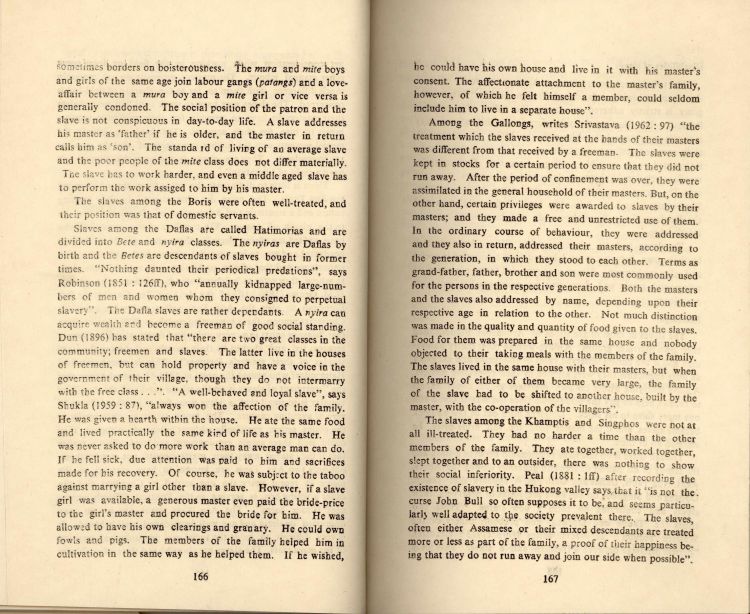 sometimes borders on boisterousness. The mura and mite boys
and girls of the same age join labour gangs (patangs) and a love-
affair between a mura boy and a mite girl or vice versa is
generally condoned. The social position of the patron and the
slave is not conspicuous in day-to-day life. A slave addresses
his master as 'father' if he is older, and the master in return
calls him as 'son'. The standa rd of living of an average slave
and the poor people of the mite class does not differ materially.
The slave has to work harder, and even a middle aged slave has
to perform the work assiged to him by his master.
The slaves among the Boris were often well-treated, and
their position was that of domestic servants.
Slaves among the Daflas are called Hatimorias and are
divided into Bete and nyira classes. The nyiras are Daflas by
birth and the Betes are descendants of slaves bought in former
times. "Nothing daunted their periodical predations", says
Robinson (1851 : 126ff), who "annually kidnapped large-num-
bers of men and women whom they consigned to perpetual
slavery". The Dafla slaves are rather dependants. A nyira can
acquire wealth and become a freeman of good social standing.
Dun (1896) has stated that "there are two great classes in the
community; freemen and slaves. The latter live in the houses
of freemen, but can hold property and have a voice in the
government of their village, though they do not intermarry
with the free class . . .". "A well-behaved and loyal slave", says
Shukla (1959 : 87), "always won the affection of the family.
He was given a hearth within the house. He ate the same food
and lived practically the same kind of life as his master. He
was never asked to do more work than an average man can do.
If he fell sick, due attention was paid to him and sacrifices
made for his recovery. Of course, he was subject to the taboo
against marrying a girl other than a slave. However, if a slave
girl was available, a generous master even paid the bride-price
to the girl's master and procured the bride for him. He was
allowed to have his own clearings and granary. He could own
fowls and pigs. The members of the family helped him in
cultivation in the same way as he helped them. If he wished,
166
he could have his own house and live in it with his master's
consent. The affectionate attachment to the master's family,
however, of which he felt himself a member, could seldom
include him to live in a separate house".
Among the Gallongs, writes Srivastava (1962 : 97) "the
treatment which the slaves received at the hands of their masters
was different from that received by a freeman. The slaves were
kept in stocks for a certain period to ensure that they did not
run away. After the period of confinement was over, they were
assimilated in the general household of their masters. But, on the
other hand, certain privileges were awarded to slaves by their
masters; and they made a free and unrestricted use of them.
In the ordinary course of behaviour, they were addressed
and they also in return, addressed their masters, according to
the generation, in which they stood to each other. Terms as
grand-father, father, brother and son were most commonly used
for the persons in the respective generations. Both the masters
and the slaves also addressed by name, depending upon their
respective age in relation to the other. Not much distinction
was made in the quality and quantity of food given to the slaves.
Food for them was prepared in the same house and nobody
objected to their taking meals with the members of the family.
The slaves lived in the same house with their masters, but when
the family of either of them became very large, the family
of the slave had to be shifted to another house, built by the
master, with the co-operation of the villagers".
The slaves among the Khamptis and Singphos were not at
all ill-treated. They had no harder a time than the other
members of the family. They ate together, worked together,
slept together and to an outsider, there was nothing to show
their social inferiority. Peal (1881 : 1ff) after recording the
existence of slavery in the Hukong valley says that it "is not the
curse John Bull so often supposes it to be, and seems particu-
larly well adapted to the society prevalent there. The slaves,
often either Assamese or their mixed descendants are treated
more or less as part of the family, a proof of their happiness be-
ing that they do not run away and join our side when possible".
167